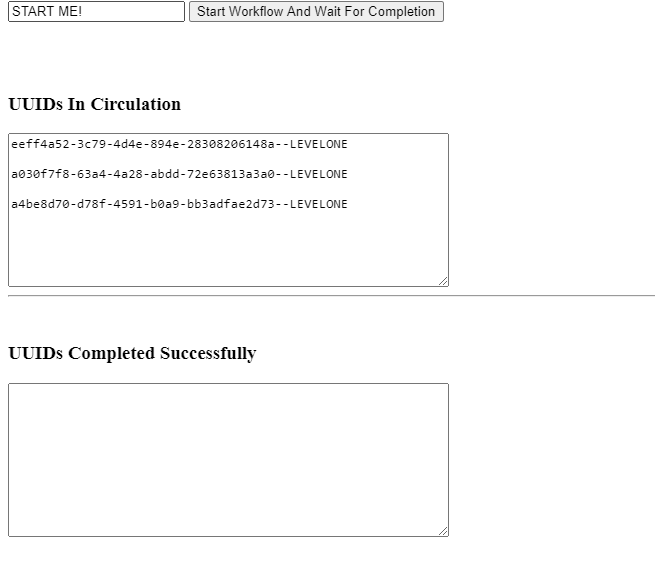 START ME! Start Workflow And Wait For Completion
UUIDs In Circulation
eeff4a52-3c79-4d4e-894e-28308206148a--LEVELONE
a030f7f8-63a4-4a28-abdd-72e63813a3a0--LEVELONE
a4be8d70-d78f-4591-b0a9-bb3adfae2d73--LEVELONE
UUIDs Completed Successfully